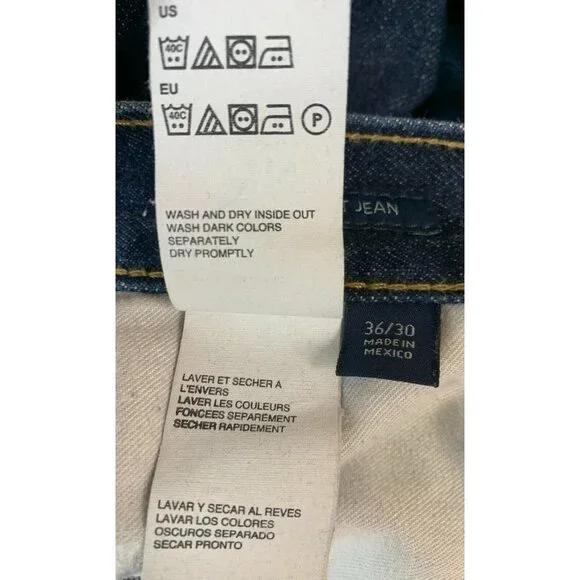 US
40C
EU
40C P
WASH AND DRY INSIDE OUT
WASH DARK COLORS
SEPARATELY
DRY PROMPTLY
T JEAN
36/30
MADE IN
MEXICO
LAVER ET SECHER A
L'ENVERS
LAVER LES COULEURS
FONCEES SEPAREMENT
SECHER RAPIDEMENT
LAVAR Y SECAR AL REVES
LAVAR LOS COLORES
OSCUROS SEPARADO
SECAR PRONTO